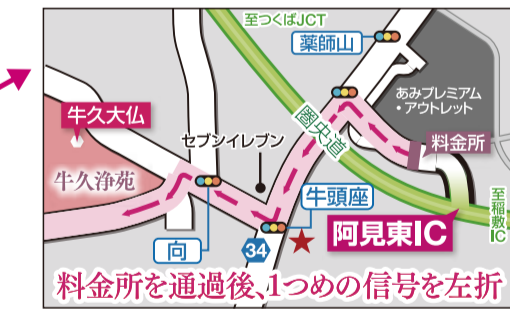 至つくばJCT
薬師山
あみプレミアム
・アウトレット
牛久大仏
セブンイレブン
圏央道
料金所
牛久浄苑
牛頭座
至稲敷IC
向
34
阿見東IC
料金所を通過後、1つめの信号を左折